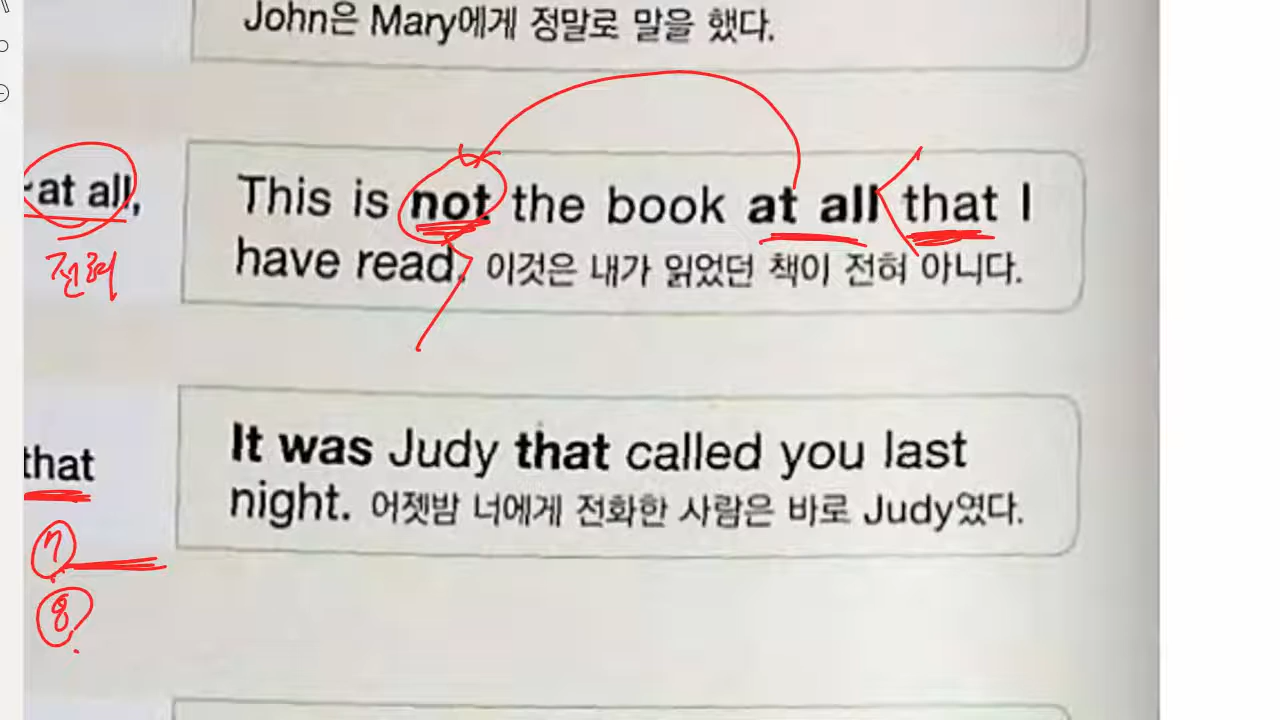 John은 Mary에게 정말로 말을 했다.
at all,
전혀
This is not the book at all that I
have read. 이것은 내가 읽었던 책이 전혀 아니다.
that
⑦
⑧
It was Judy that called you last
night. 어젯밤 너에게 전화한 사람은 바로 Judy였다.